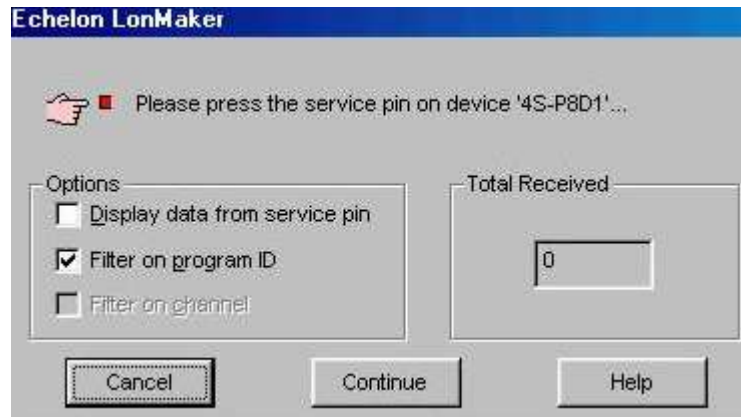 Echelon LonMaker
Please press the service pin on device '4S-P8D1'...
Options
Display data from service pin
Filter on program ID
Filter on channel
Total Received
0
Cancel
Continue
Help